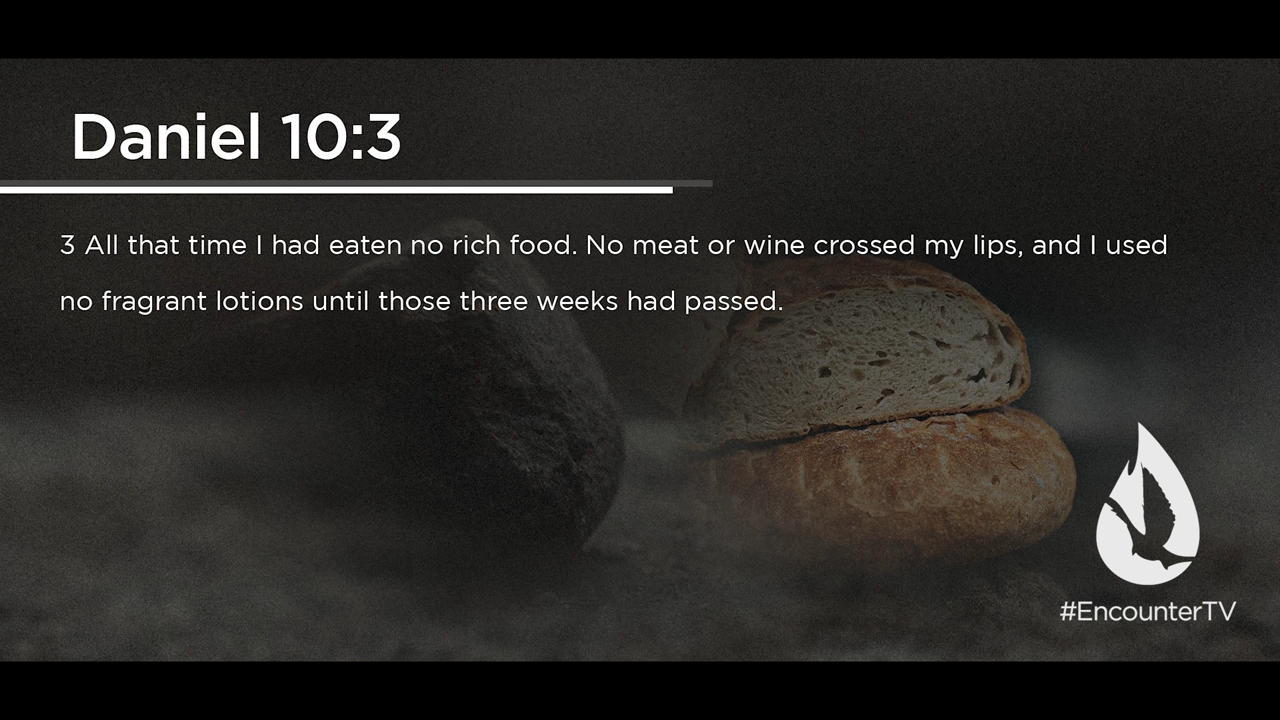 Daniel 10:3
3 All that time I had eaten no rich food. No meat or wine crossed my lips, and I used
no fragrant lotions until those three weeks had passed.
#EncounterTV